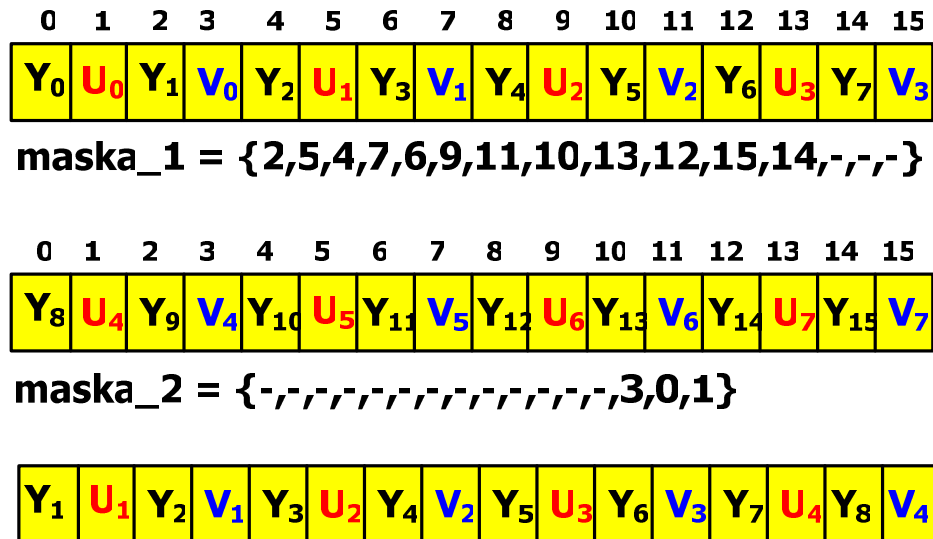 0 1 2 3 4 5 6 7 8 9 10 11 12 13 14 15
Y₀ U₀ Y₁ V₀ Y₂ U₁ Y₃ V₁ Y₄ U₂ Y₅ V₂ Y₆ U₃ Y₇ V₃
maska_1 = {2,5,4,7,6,9,11,10,13,12,15,14,-,-,-}
0 1 2 3 4 5 6 7 8 9 10 11 12 13 14 15
Y₈ U₄ Y₉ V₄ Y₁₀ U₅ Y₁₁ V₅ Y₁₂ U₆ Y₁₃ V₆ Y₁₄ U₇ Y₁₅ V₇
maska_2 = {-,-,-,-,-,-,-,-,-,-,-,-,-,3,0,1}
Y₁ U₁ Y₂ V₁ Y₃ U₂ Y₄ V₂ Y₅ U₃ Y₆ V₃ Y₇ U₄ Y₈ V₄